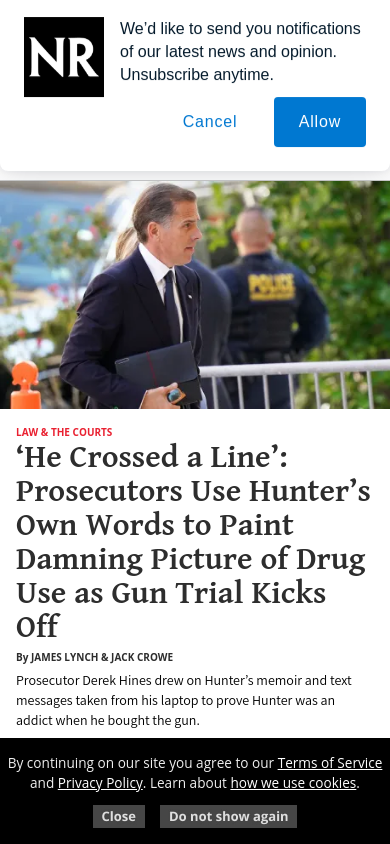 NR
We’d like to send you notifications
of our latest news and opinion.
Unsubscribe anytime.
Cancel
Allow
POLICE
LAW & THE COURTS
‘He Crossed a Line’:
Prosecutors Use Hunter’s
Own Words to Paint
Damning Picture of Drug
Use as Gun Trial Kicks
Off
By JAMES LYNCH & JACK CROWE
Prosecutor Derek Hines drew on Hunter’s memoir and text
messages taken from his laptop to prove Hunter was an
addict when he bought the gun.
By continuing on our site you agree to our Terms of Service
and Privacy Policy. Learn about how we use cookies.
Close
Do not show again